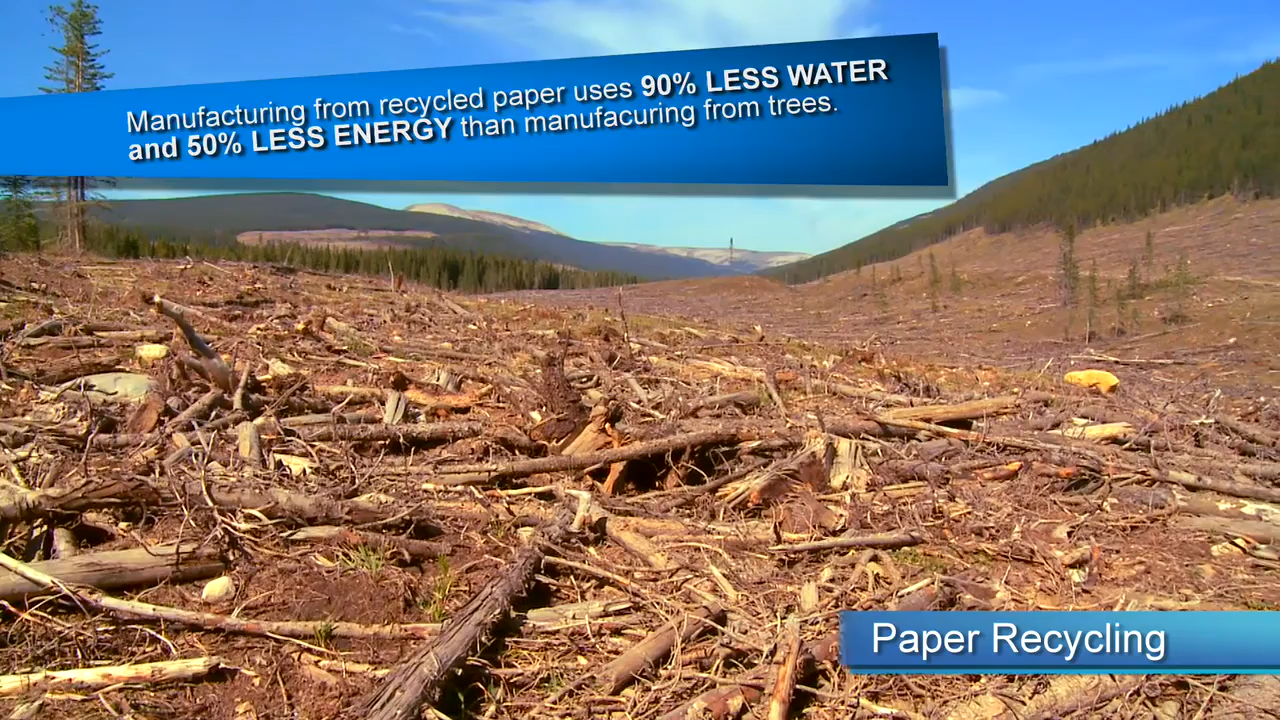 Manufacturing from recycled paper uses 90% LESS WATER
and 50% LESS ENERGY than manufacuring from trees.
Paper Recycling